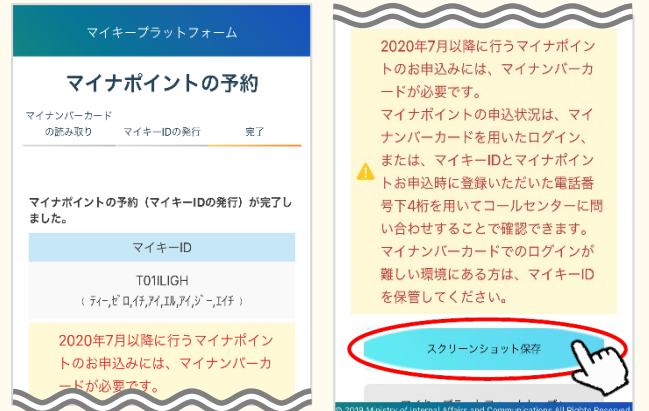 マイキープラットフォーム
マイナポイントの予約
マイナンバーカード
の読み取り
マイキーIDの発行
完了
マイナポイントの予約（マイキーIDの発行）が完了し
ました。
マイキーID
T01ILIGH
（ ﾃｨｰ,ｾﾞﾛ,ｲﾁ,ｱｲ,ｴﾙ,ｱｲ,ｼﾞｰ,ｴｲﾁ ）
2020年7月以降に行うマイナポイン
トのお申込みには、マイナンバーカ
ードが必要です。
2020年7月以降に行うマイナポイン
トのお申込みには、マイナンバーカ
ードが必要です。
マイナポイントの申込状況は、マイ
ナンバーカードを用いたログイン、
または、マイキーIDとマイナポイン
トお申込時に登録いただいた電話番
号下4桁を用いてコールセンターに問
い合わせすることで確認できます。
マイナンバーカードでのログインが
難しい環境にある方は、マイキーID
を保管してください。
スクリーンショット保存
© 2019 Ministry of Internal Affairs and Communications All Rights Reserved.